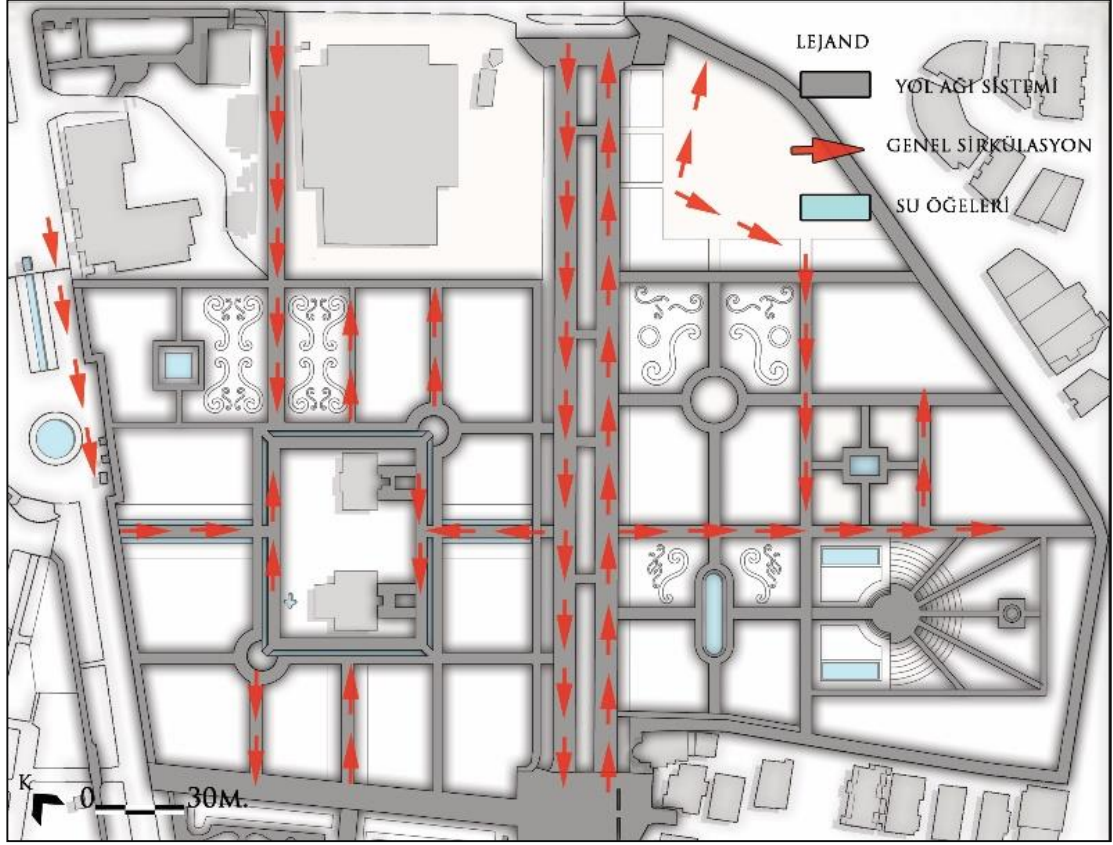 LEJAND
YOL AĞI SİSTEMİ
GENEL SİRKÜLASYON
SU ÖĞELERİ
K
0 30M.